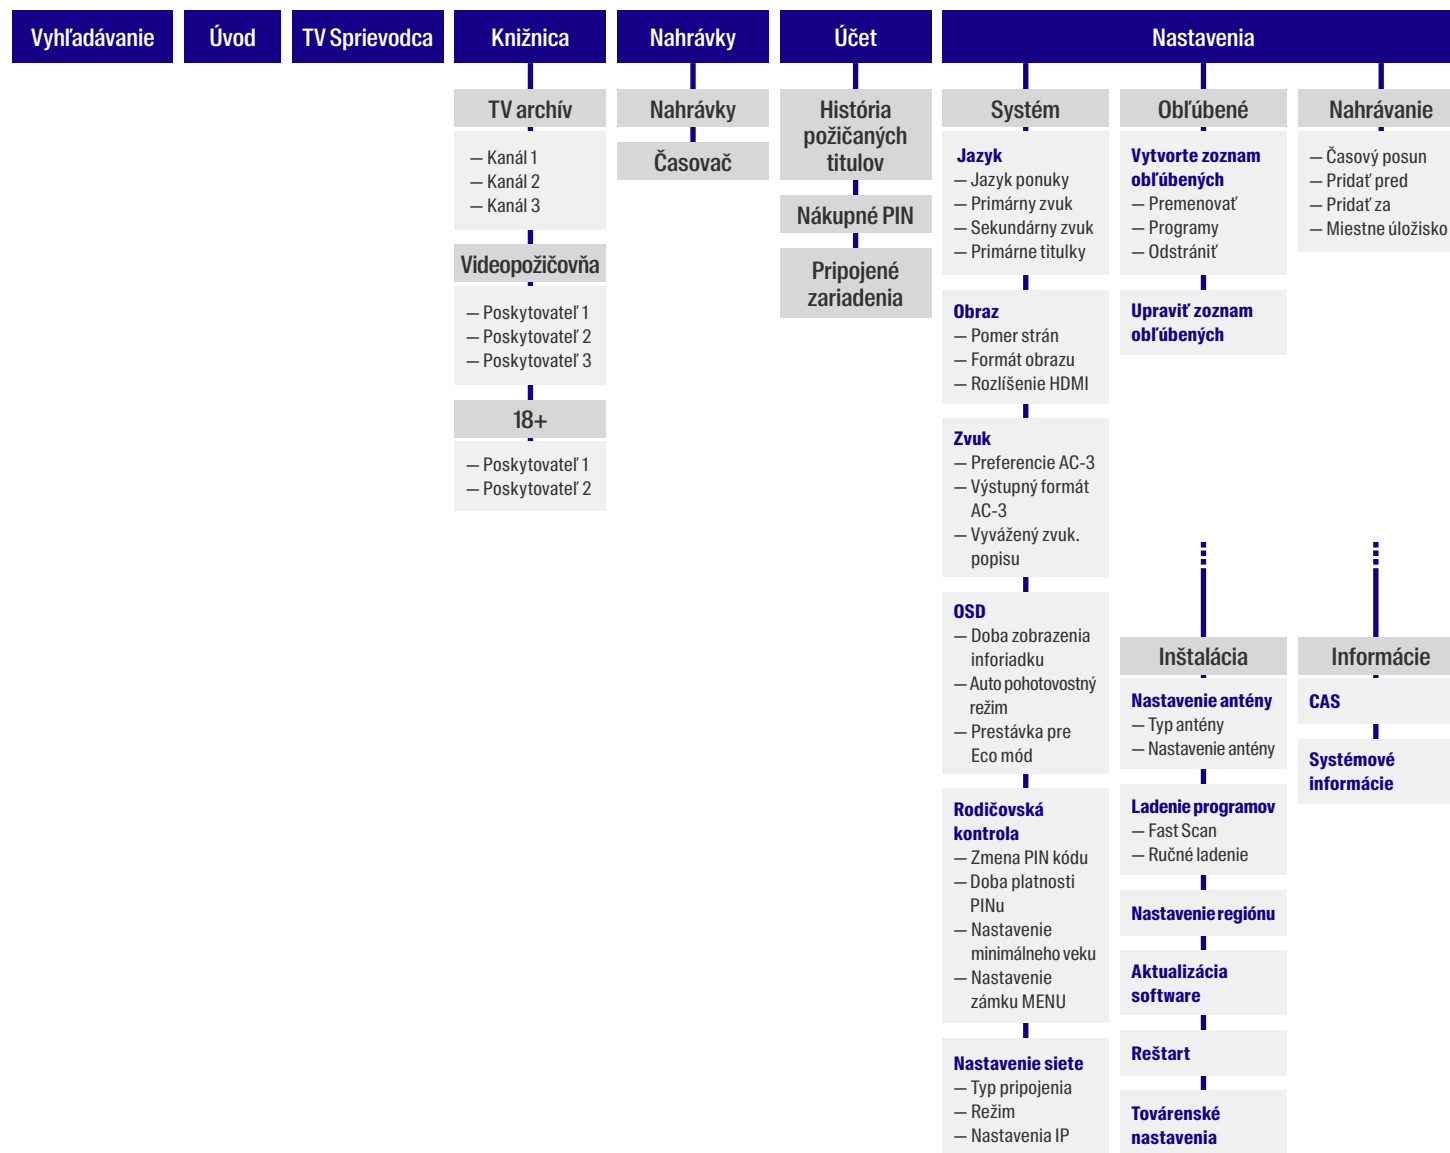 Vyhľadávanie
Úvod
TV Sprievodca
Knižnica
Nahrávky
Účet
Nastavenia
TV archív
— Kanál 1
— Kanál 2
— Kanál 3
Videopožičovňa
— Poskytovateľ 1
— Poskytovateľ 2
— Poskytovateľ 3
18+
— Poskytovateľ 1
— Poskytovateľ 2
Nahrávky
Časovač
História
požičaných
titulov
Nákupné PIN
Pripojené
zariadenia
Systém
Jazyk
— Jazyk ponuky
— Primárny zvuk
— Sekundárny zvuk
— Primárne titulky
Obraz
— Pomer strán
— Formát obrazu
— Rozlíšenie HDMI
Zvuk
— Preferencie AC-3
— Výstupný formát
AC-3
— Vyvážený zvuk.
popisu
OSD
— Doba zobrazenia
inforiadku
— Auto pohotovostný
režim
— Prestávka pre
Eco mód
Rodičovská
kontrola
— Zmena PIN kódu
— Doba platnosti
PINu
— Nastavenie
minimálneho veku
— Nastavenie
zámku MENU
Nastavenie siete
— Typ pripojenia
— Režim
— Nastavenia IP
Obľúbené
Vytvorte zoznam
obľúbených
— Premenovať
— Programy
— Odstrániť
Upraviť zoznam
obľúbených
Nahrávanie
— Časový posun
— Pridať pred
— Pridať za
— Miestne úložisko
Inštalácia
Nastavenie antény
— Typ antény
— Nastavenie antény
Ladenie programov
— Fast Scan
— Ručné ladenie
Nastavenie regiónu
Aktualizácia
software
Reštart
Továrenské
nastavenia
Informácie
CAS
Systémové
informácie